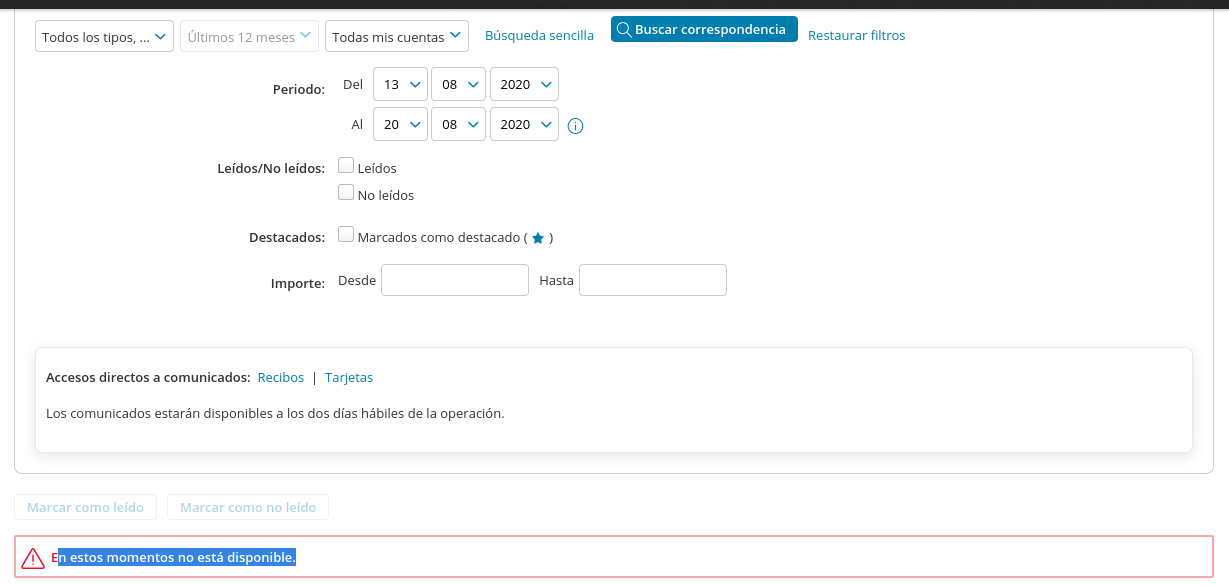 Todos los tipos, ... Últimos 12 meses Todas mis cuentas Búsqueda sencilla Buscar correspondencia Restaurar filtros
Periodo: Del 13 08 2020
Al 20 08 2020 i
Leídos/No leídos: Leídos
No leídos
Destacados: Marcados como destacado ( ★ )
Importe: Desde Hasta
Accesos directos a comunicados: Recibos | Tarjetas
Los comunicados estarán disponibles a los dos días hábiles de la operación.
Marcar como leído Marcar como no leído
En estos momentos no está disponible.